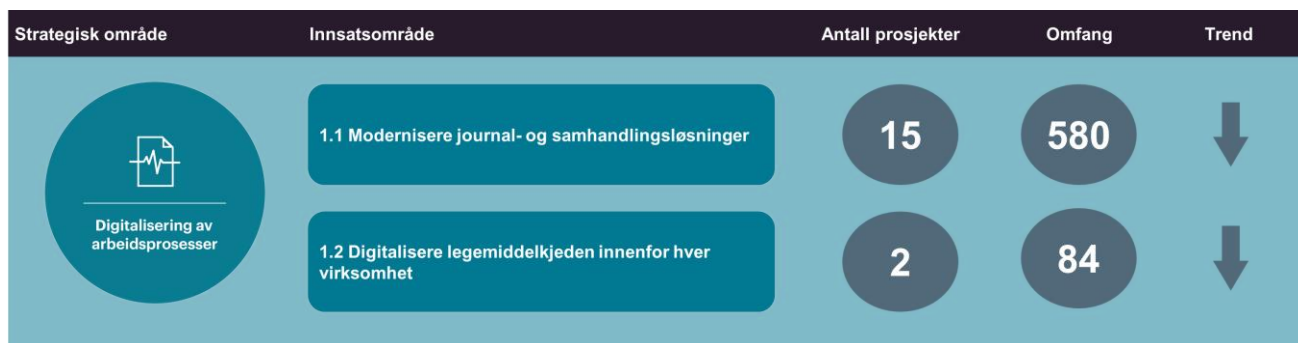 Strategisk område Innsatsområde Antall prosjekter Omfang Trend
Digitalisering av
arbeidsprosesser
1.1 Modernisere journal- og samhandlingsløsninger
15 580
1.2 Digitalisere legemiddelkjeden innenfor hver
virksomhet
2 84